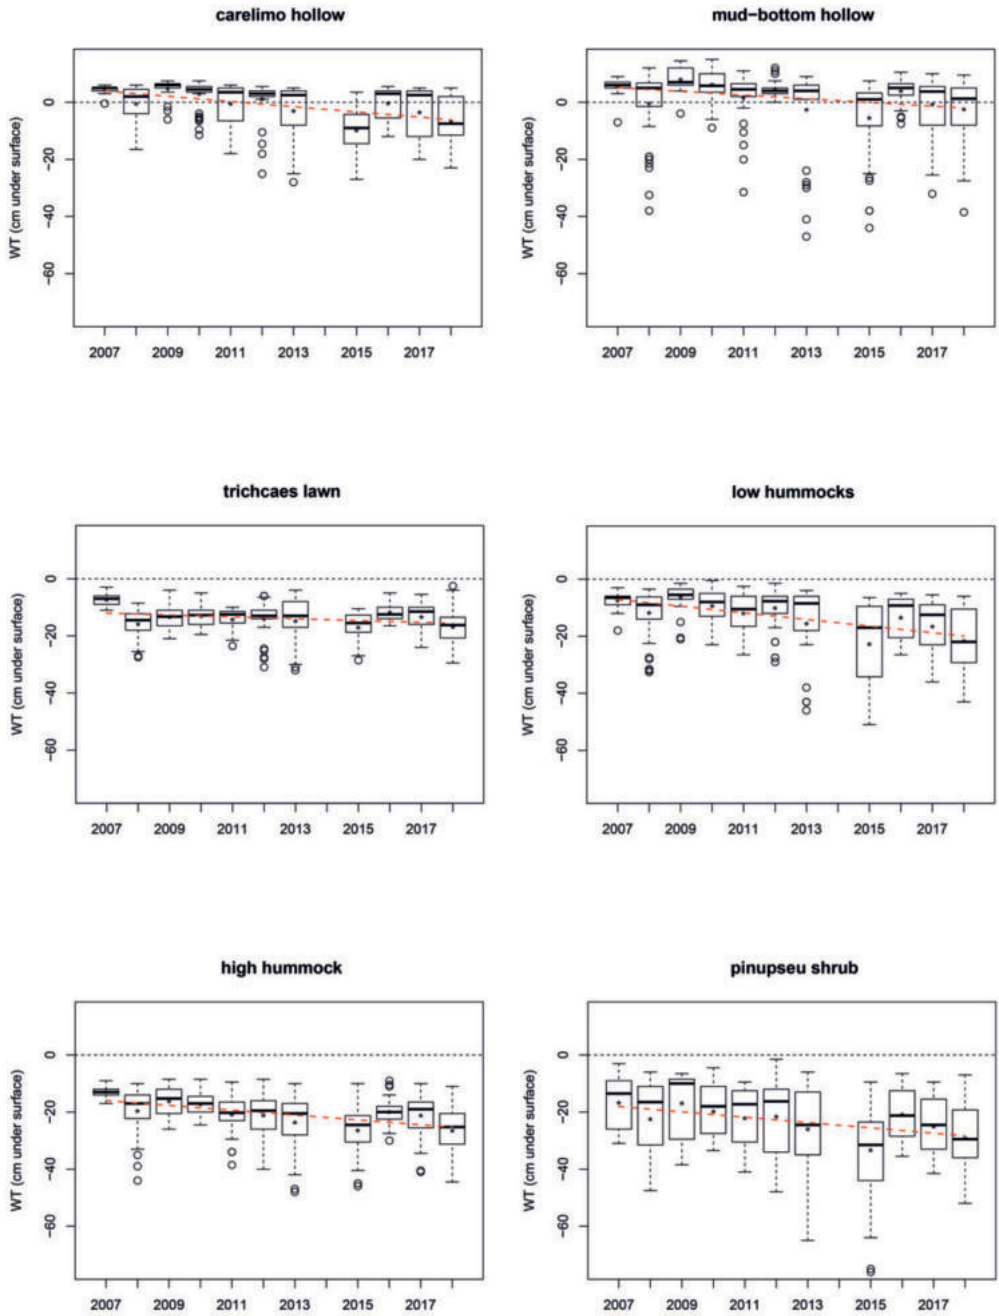 carelimo hollow
WT (cm under surface)
0
−20
−40
−60
2007 2009 2011 2013 2015 2017
mud−bottom hollow
WT (cm under surface)
0
−20
−40
−60
2007 2009 2011 2013 2015 2017
trichcaes lawn
WT (cm under surface)
0
−20
−40
−60
2007 2009 2011 2013 2015 2017
low hummocks
WT (cm under surface)
0
−20
−40
−60
2007 2009 2011 2013 2015 2017
high hummock
WT (cm under surface)
0
−20
−40
−60
2007 2009 2011 2013 2015 2017
pinupseu shrub
WT (cm under surface)
0
−20
−40
−60
2007 2009 2011 2013 2015 2017